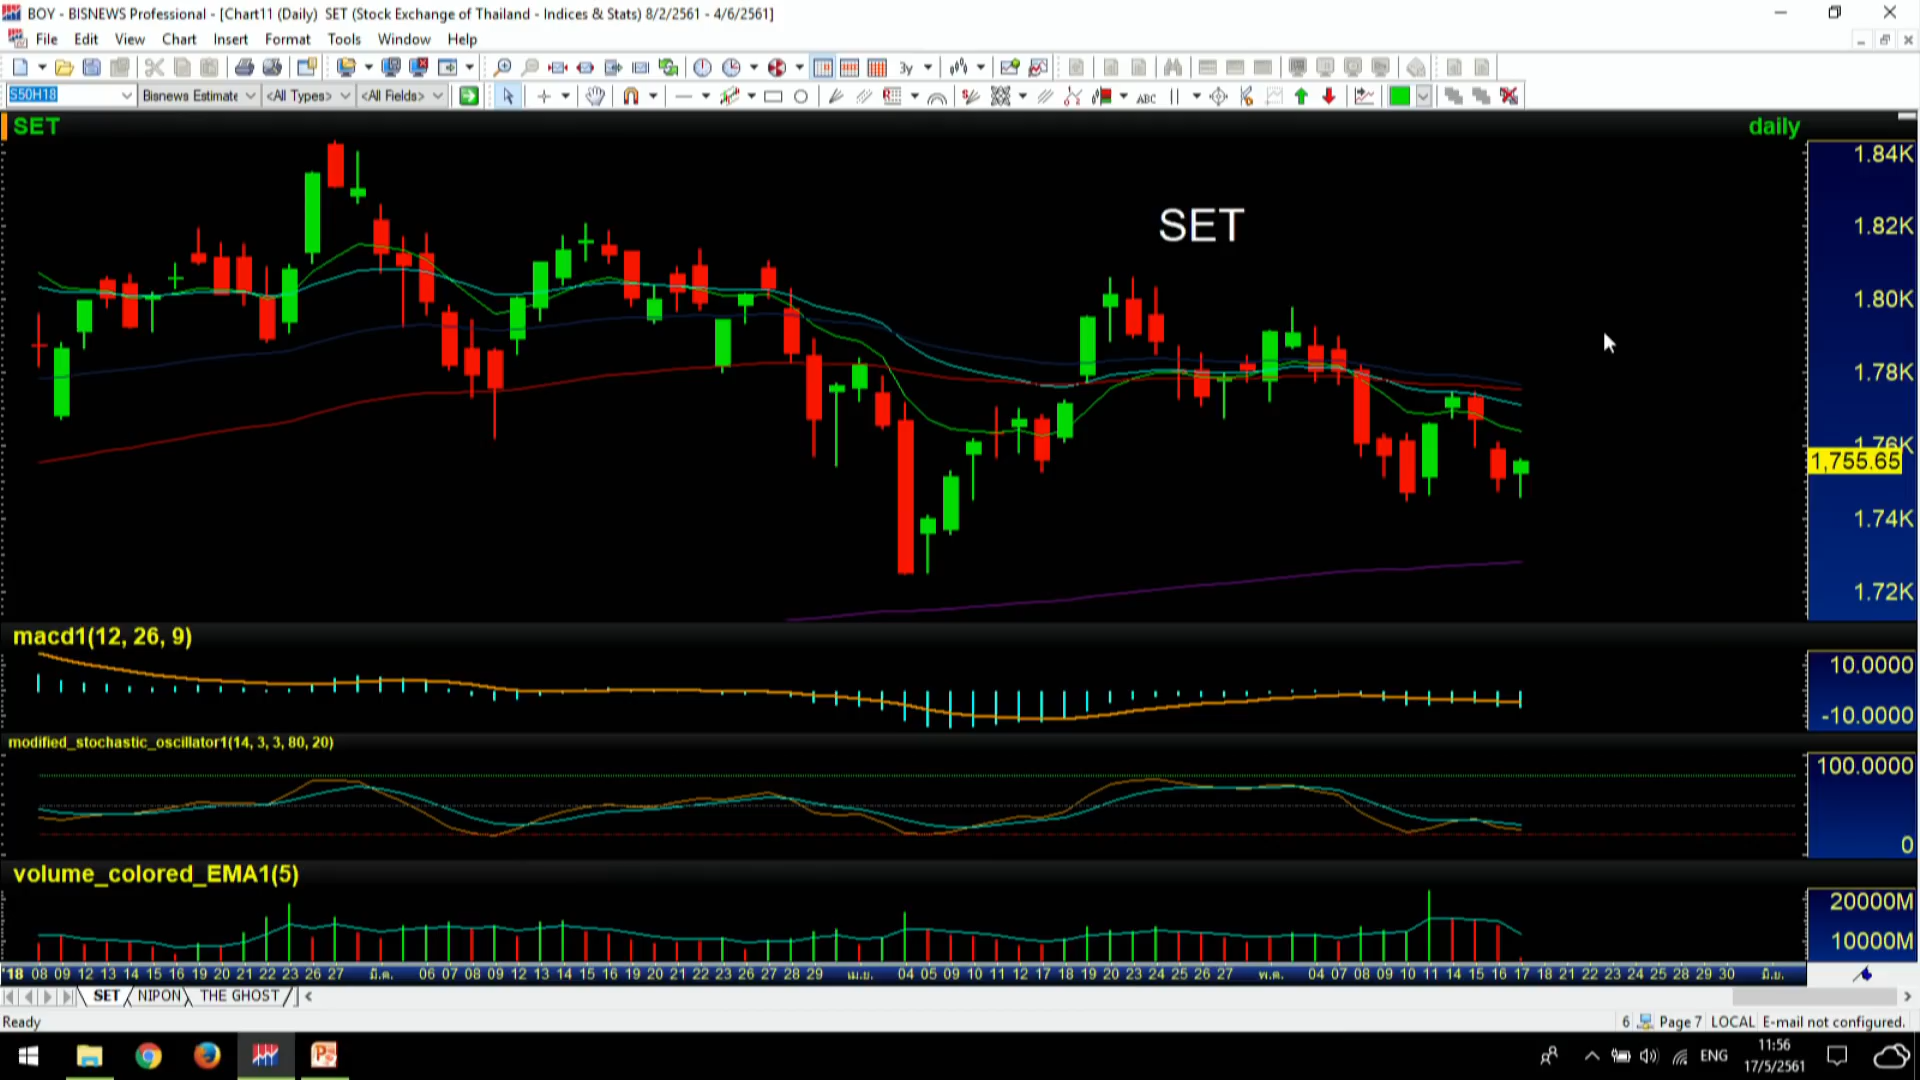 BOY - BISNEWS Professional - [Chart11 (Daily) SET (Stock Exchange of Thailand - Indices & Stats) 8/2/2561 - 4/6/2561]
File Edit View Chart Insert Format Tools Window Help
3y
S50H18 Bisnews Estimate <All Types> <All Fields> ABC
SET daily
1.84K
SET
1.82K
1.80K
1.78K
1.76K
1,755.65
1.74K
1.72K
macd1(12, 26, 9)
10.0000
-10.0000
modified_stochastic_oscillator1(14, 3, 3, 80, 20)
100.0000
0
volume_colored_EMA1(5)
20000M
10000M
'18 08 09 12 13 14 15 16 19 20 21 22 23 26 27 มี.ค. 06 07 08 09 12 13 14 15 16 19 20 21 22 23 26 27 28 29 เม.ย. 04 05 09 10 11 12 17 18 19 20 23 24 25 26 27 พ.ค. 04 07 08 09 10 11 14 15 16 17 18 21 22 23 24 25 28 29 30 มิ.ย.
SET NIPON THE GHOST
Ready 6 Page 7 LOCAL E-mail not configured.
ENG 11:56
17/5/2561